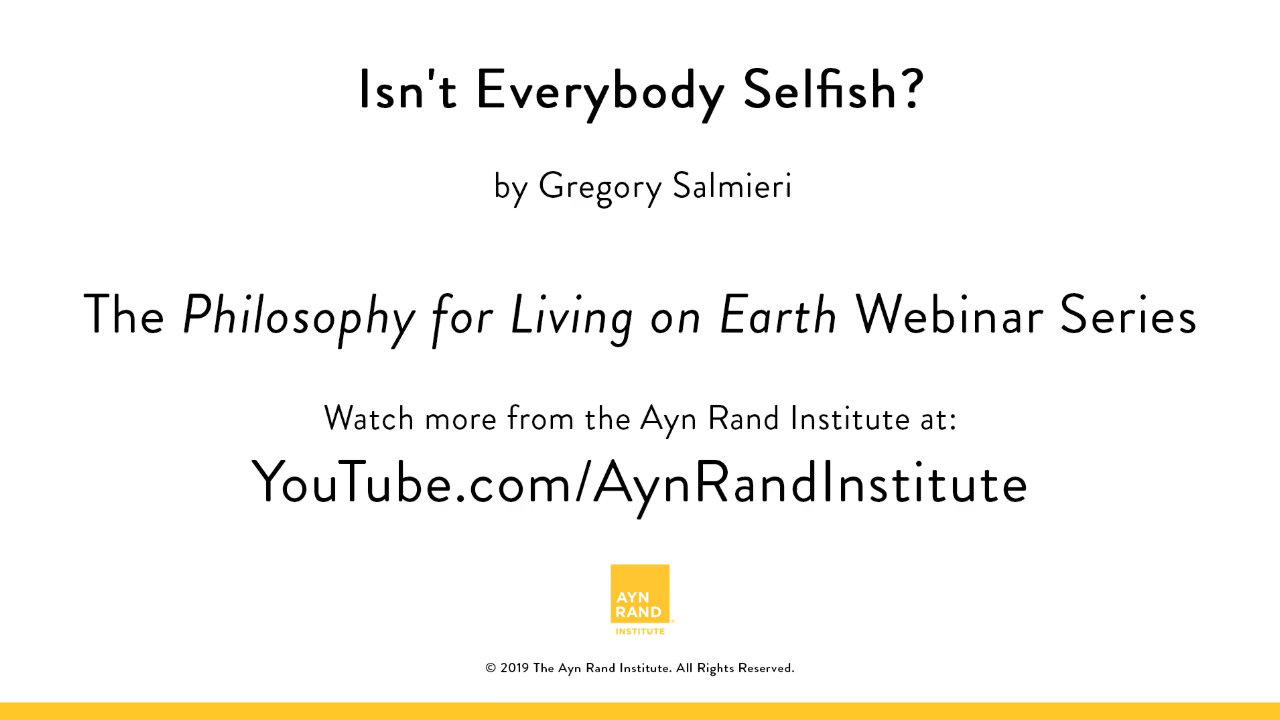 Isn't Everybody Selfish?
by Gregory Salmieri
The Philosophy for Living on Earth Webinar Series
Watch more from the Ayn Rand Institute at:
YouTube.com/AynRandInstitute
AYN
RAND
INSTITUTE
© 2019 The Ayn Rand Institute. All Rights Reserved.